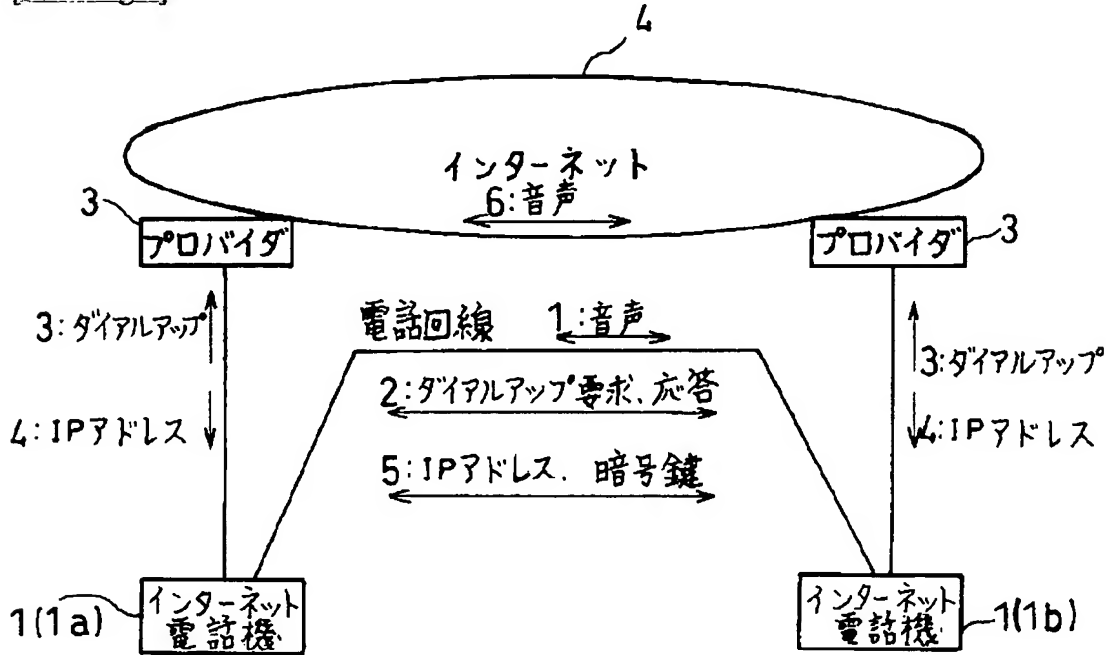 4
インターネット
6:音声
3
プロバイダ
プロバイダ
3
3:ダイアルアップ
電話回線
1:音声
3:ダイアルアップ
2:ダイアルアップ要求、応答
4:IPアドレス
4:IPアドレス
5:IPアドレス、暗号鍵
1(1a)
インターネット
電話機
インターネット
電話機
1(1b)